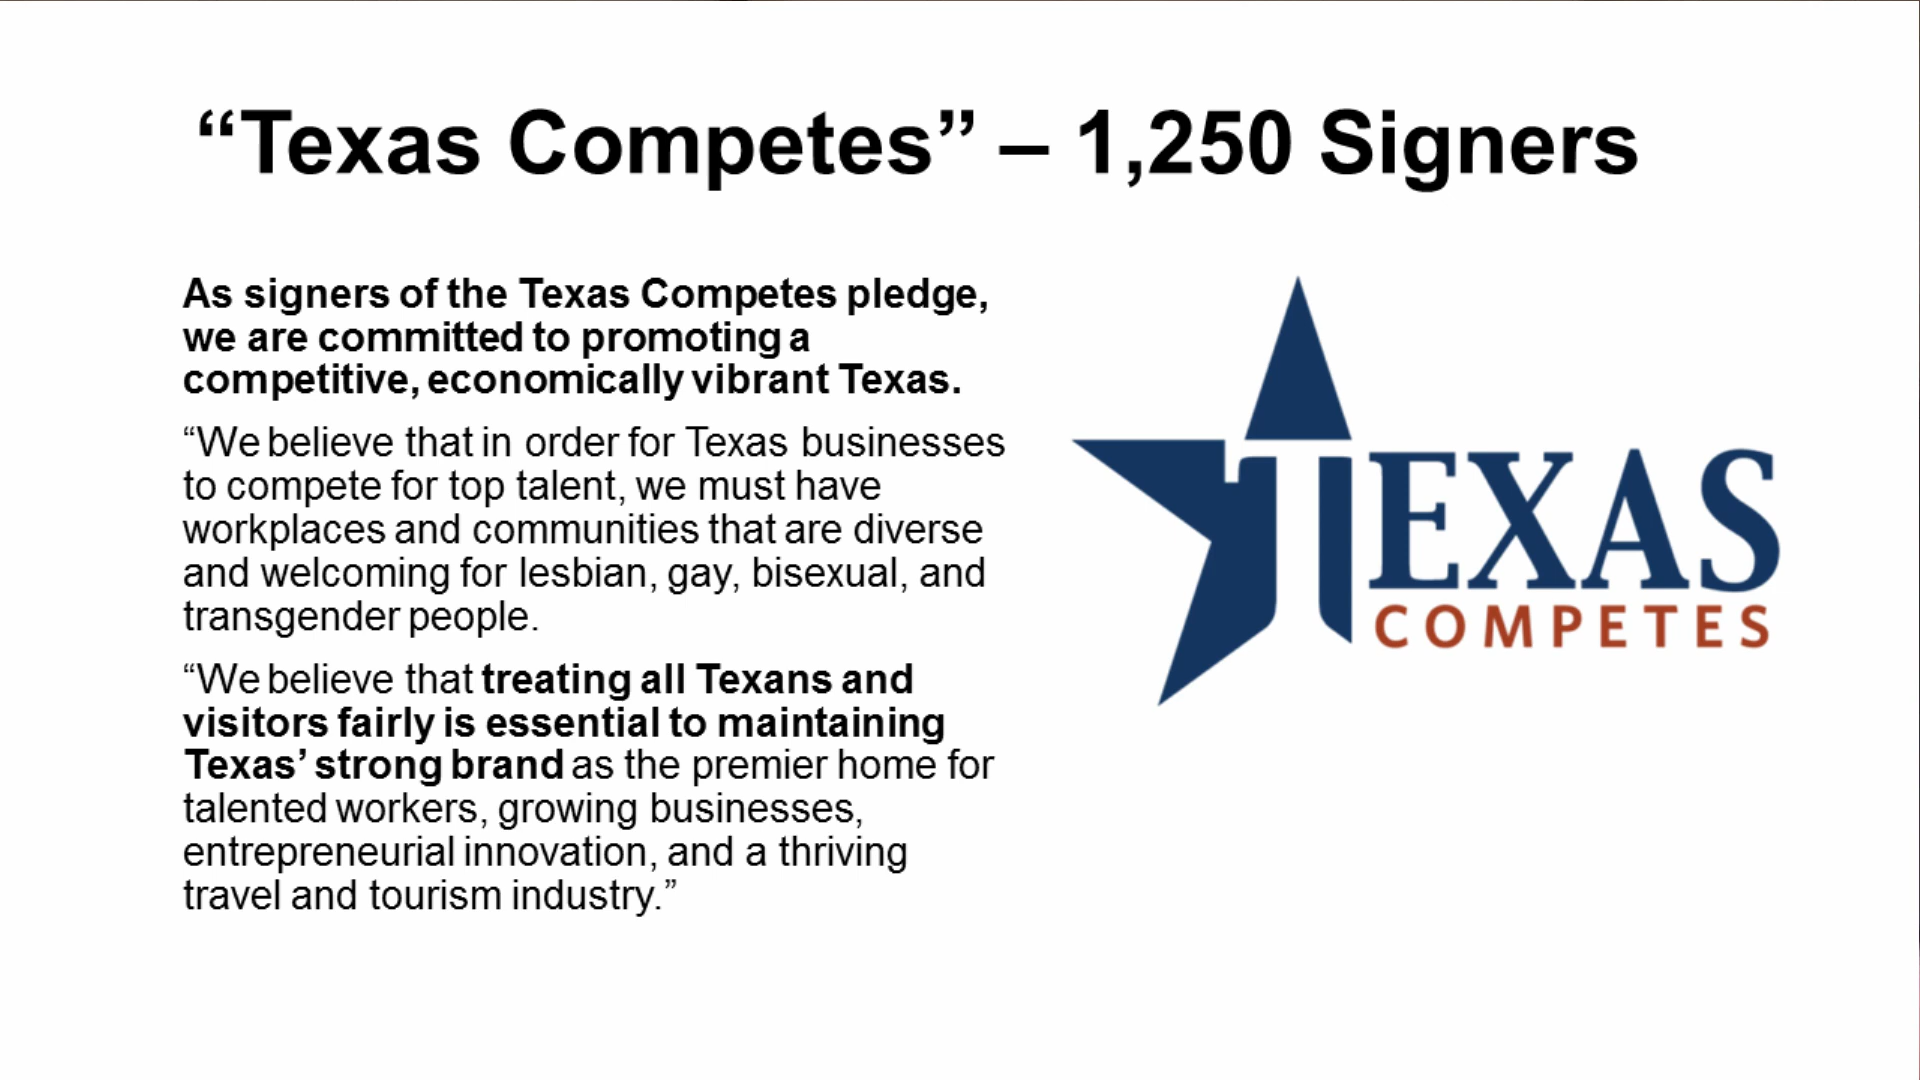 “Texas Competes” – 1,250 Signers
As signers of the Texas Competes pledge,
we are committed to promoting a
competitive, economically vibrant Texas.
“We believe that in order for Texas businesses
to compete for top talent, we must have
workplaces and communities that are diverse
and welcoming for lesbian, gay, bisexual, and
transgender people.
“We believe that treating all Texans and
visitors fairly is essential to maintaining
Texas’ strong brand as the premier home for
talented workers, growing businesses,
entrepreneurial innovation, and a thriving
travel and tourism industry.”
TEXAS
COMPETES